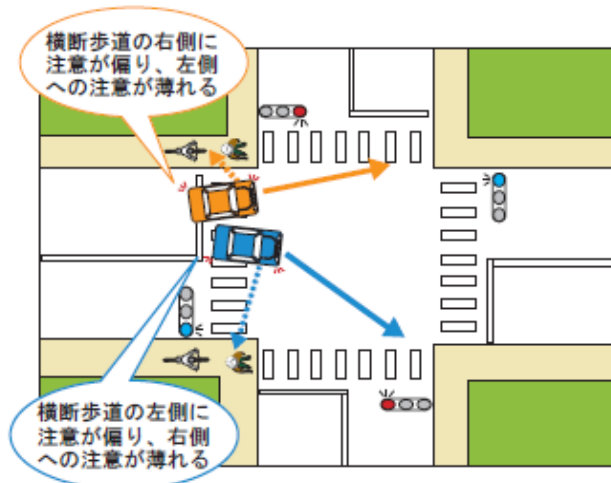 横断歩道の右側に
注意が偏り、左側
への注意が薄れる
横断歩道の左側に
注意が偏り、右側
への注意が薄れる